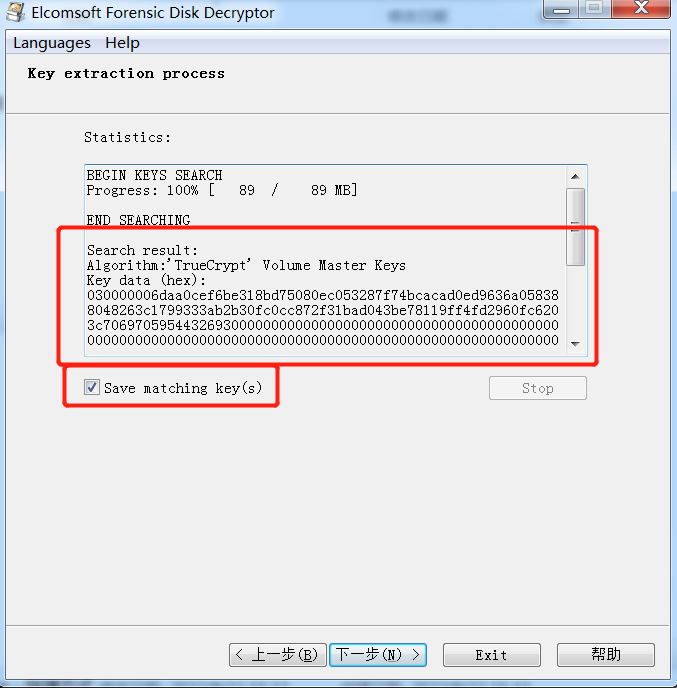 Elcomsoft Forensic Disk Decryptor
Languages Help
Key extraction process
Statistics:
BEGIN KEYS SEARCH
Progress: 100% [ 89 / 89 MB]
END SEARCHING
Search result:
Algorithm:'TrueCrypt' Volume Master Keys
Key data (hex):
030000006daa0cef6be318bd75080ec053287f74bcacad0ed9636a05838
8048263c1799333ab2b30fc0cc872f31bad043be78119ff4fd2960fc620
3c706970595443269300000000000000000000000000000000000000000
00000000000000000000000000000000000000000000000000000000000
Save matching key(s)
Stop
< 上一步(B)
下一步(N) >
Exit
帮助